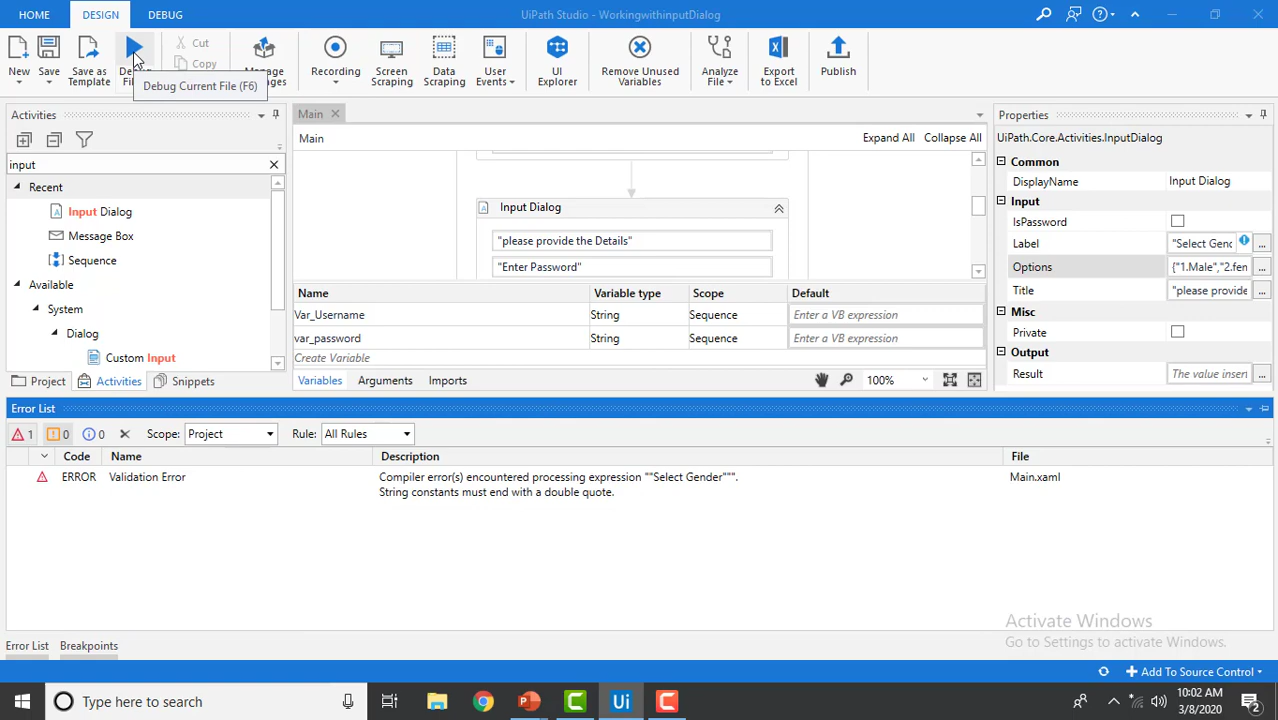 HOME DESIGN DEBUG UiPath Studio - WorkingwithinputDialog
New Save Save as Template Debug Cut Copy Recording Screen Scraping Data Scraping User Events UI Explorer Remove Unused Variables Analyze File Export to Excel Publish
Debug Current File (F6)
Activities
input
Recent
Input Dialog
Message Box
Sequence
Available
System
Dialog
Custom Input
Project Activities Snippets
Main
Main Expand All Collapse All
Input Dialog
"please provide the Details"
"Enter Password"
Name Variable type Scope Default
Var_Username String Sequence Enter a VB expression
var_password String Sequence Enter a VB expression
Create Variable
Variables Arguments Imports 100%
Properties
UiPath.Core.Activities.InputDialog
Common
DisplayName Input Dialog
Input
IsPassword
Label "Select Genc ...
Options {"1.Male","2.fen ...
Title "please provide ...
Misc
Private
Output
Result The value insert ...
Error List
1 0 0 Scope: Project Rule: All Rules
Code Name Description File
ERROR Validation Error Compiler error(s) encountered processing expression ""Select Gender""". Main.xaml
String constants must end with a double quote.
Activate Windows
Go to Settings to activate Windows.
Error List Breakpoints
Add To Source Control
Type here to search Ui 10:02 AM
3/8/2020 2